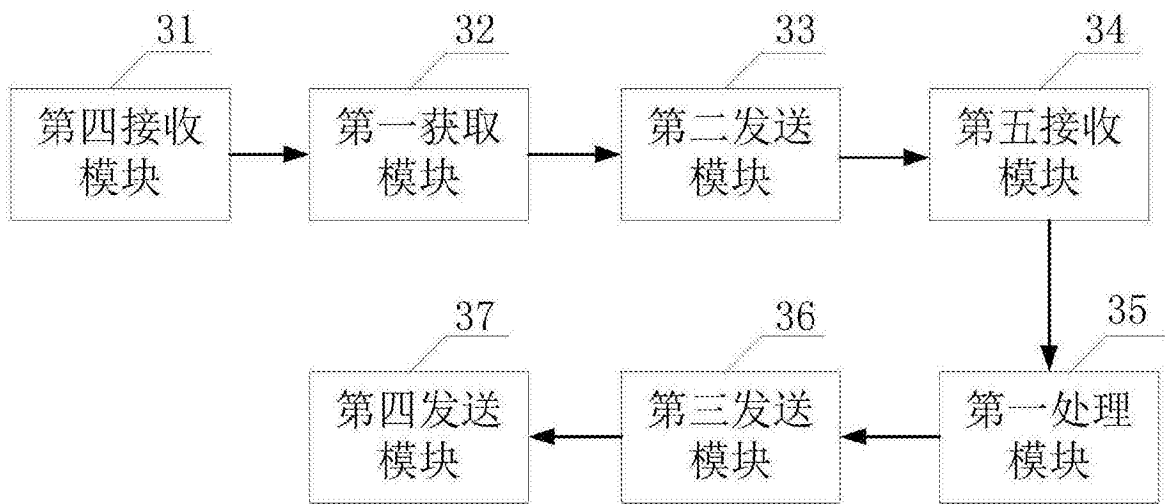 31
第四接收
模块
32
第一获取
模块
33
第二发送
模块
34
第五接收
模块
35
第一处理
模块
36
第三发送
模块
37
第四发送
模块